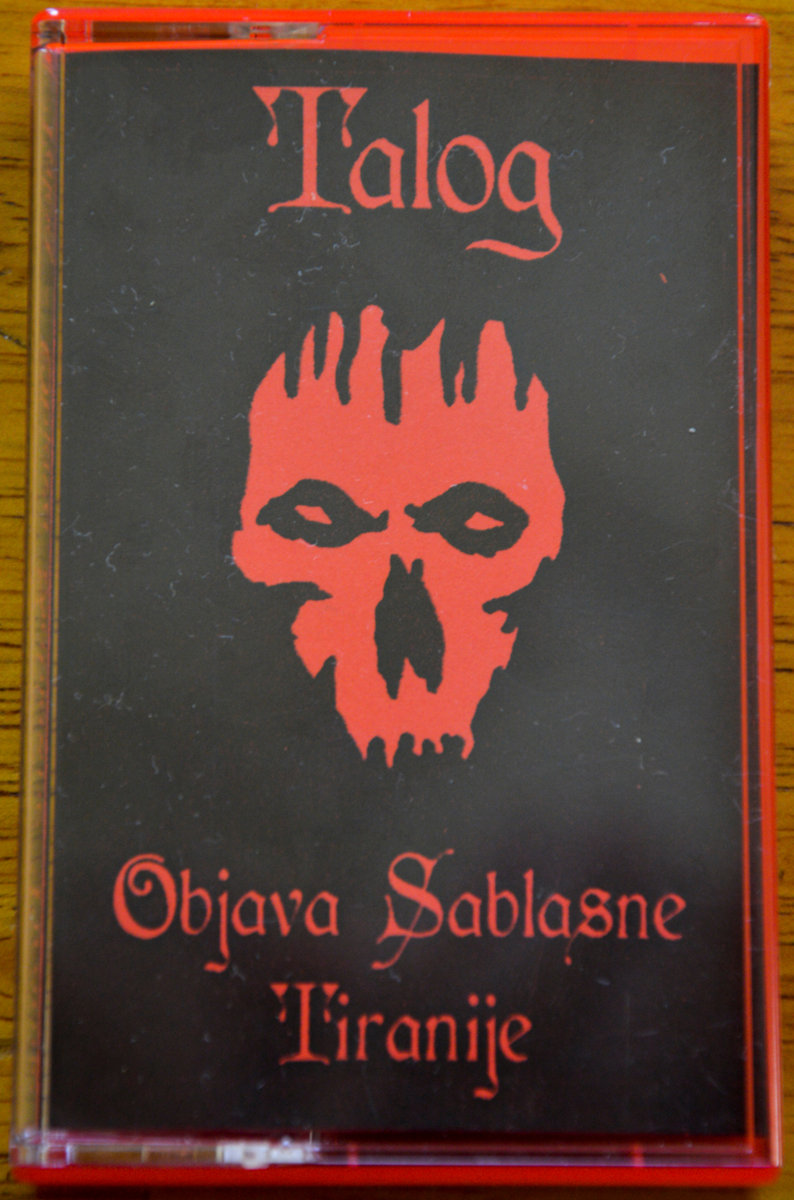 Talog
Objava Sablasne
Tiranije